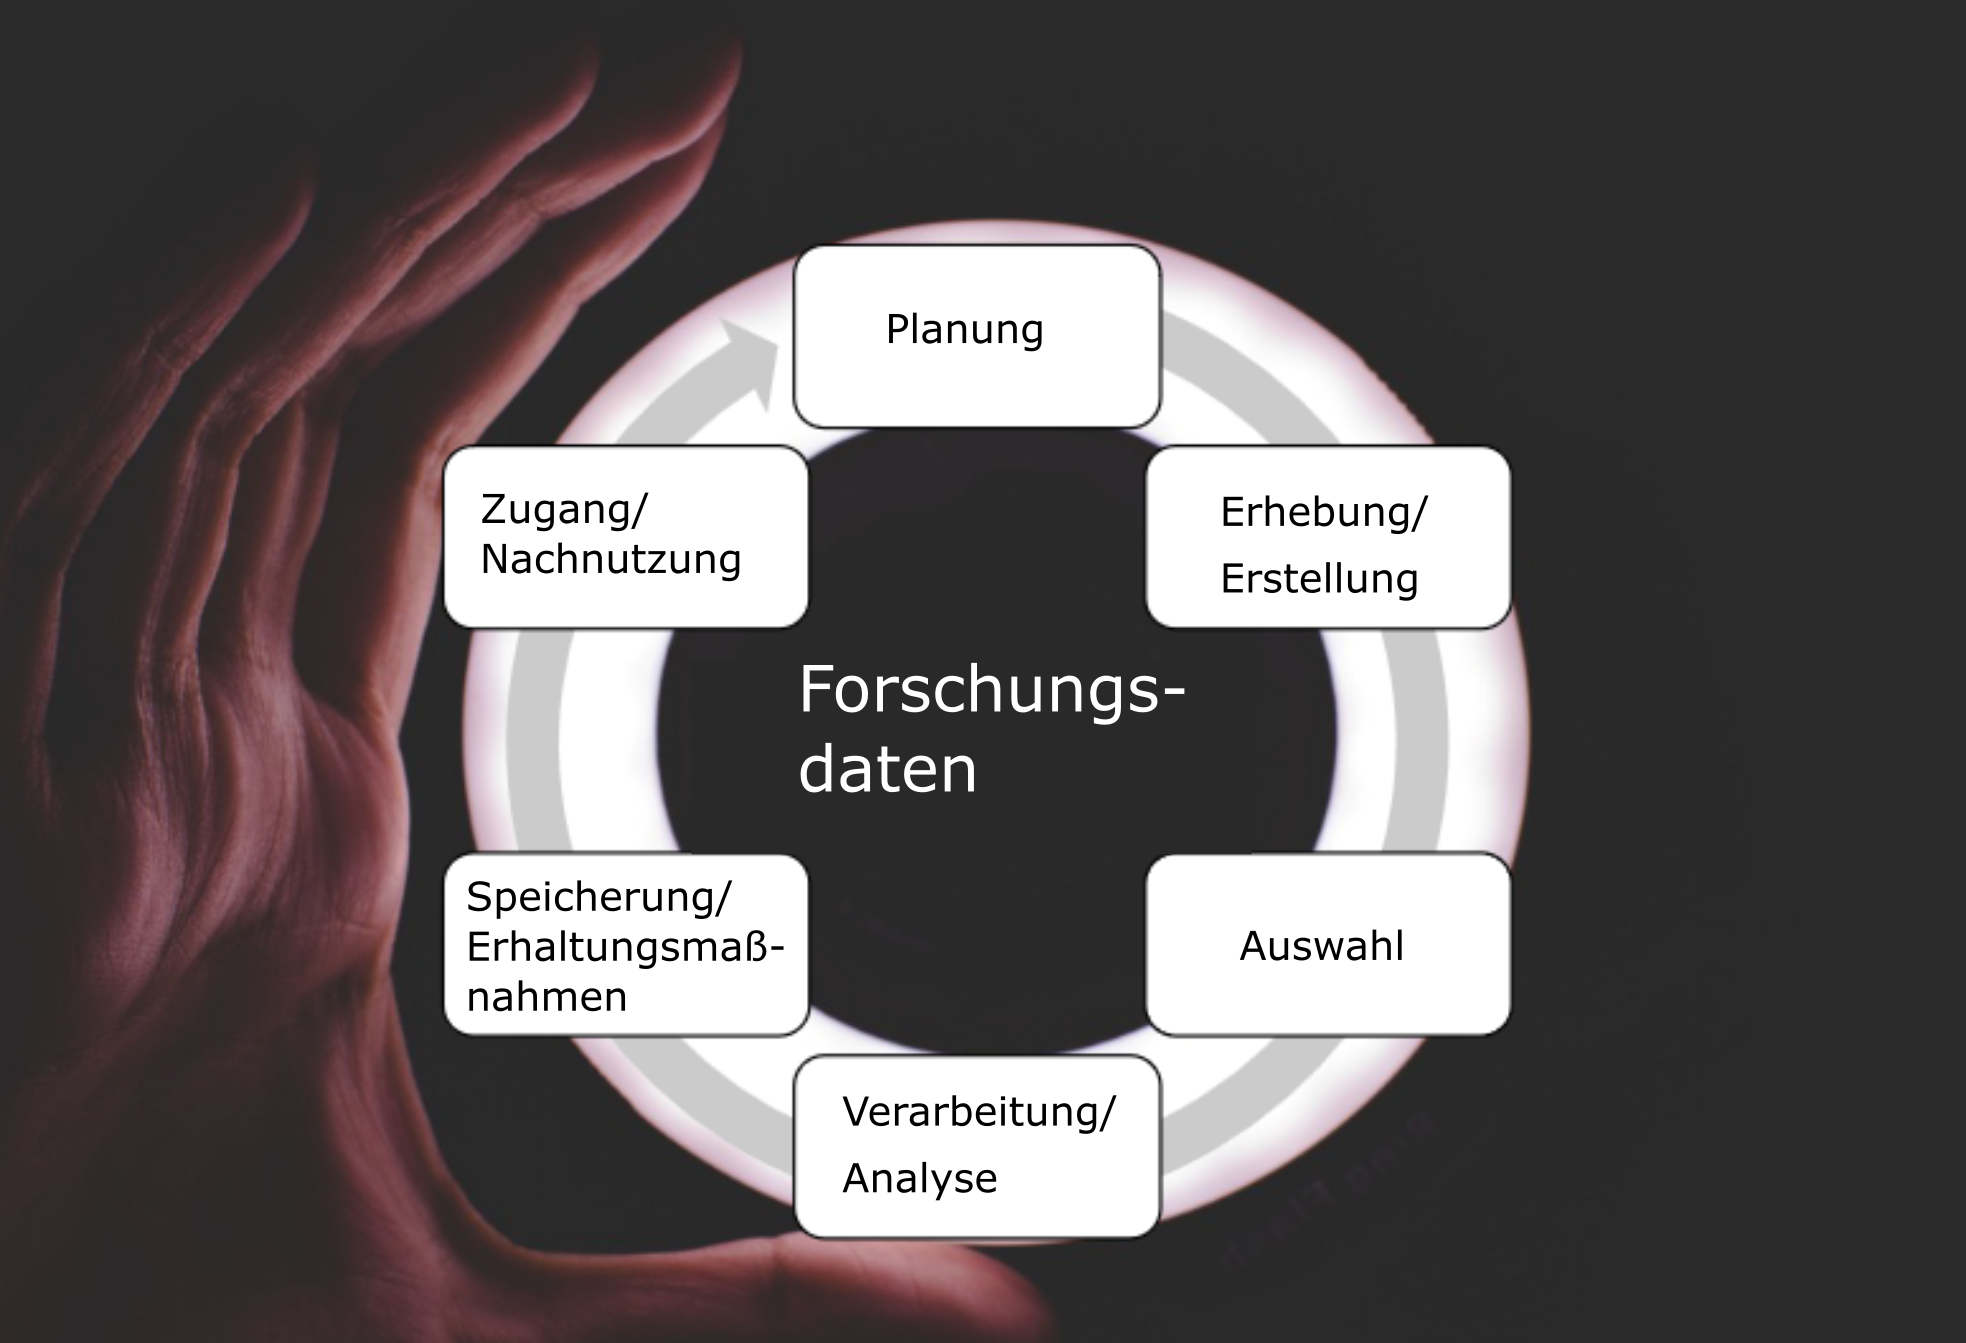 Planung
Erhebung/
Erstellung
Auswahl
Verarbeitung/
Analyse
Speicherung/
Erhaltungsmaß-
nahmen
Zugang/
Nachnutzung
Forschungs-
daten